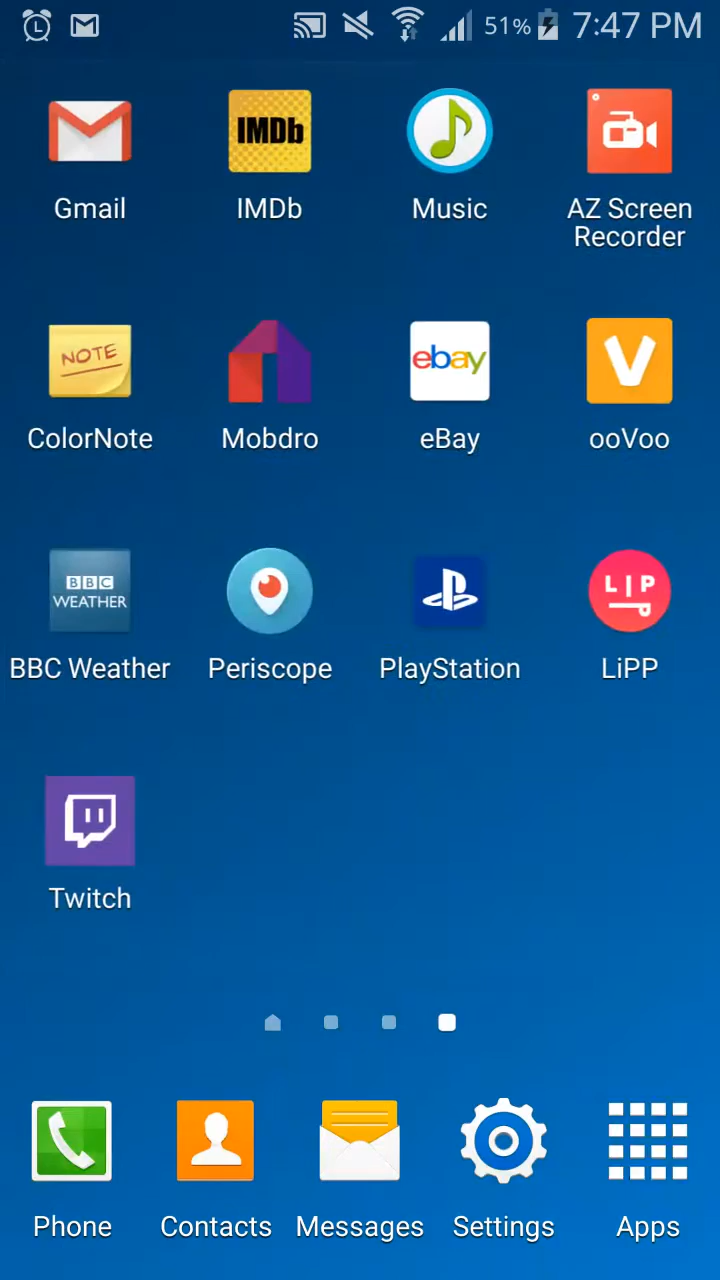 51% 7:47 PM
IMDb
Gmail IMDb Music AZ Screen
Recorder
NOTE ebay
ColorNote Mobdro eBay ooVoo
BBC
WEATHER
LIPP
BBC Weather Periscope PlayStation LiPP
Twitch
Phone Contacts Messages Settings Apps